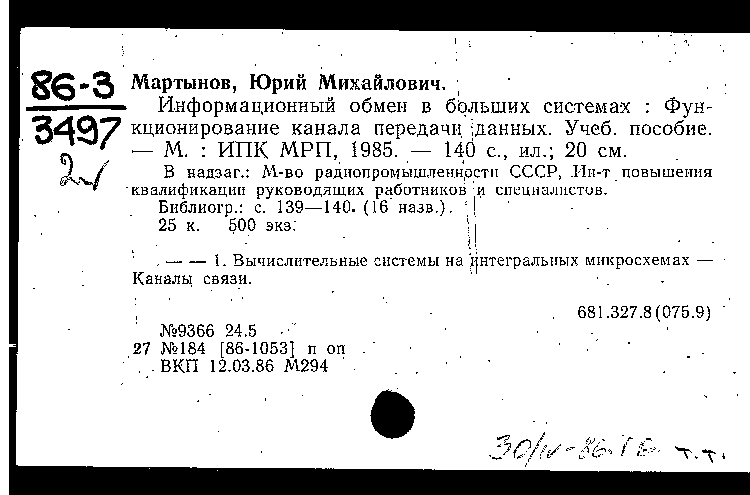 86-3
3497
Мартынов, Юрий Михайлович.
Информационный обмен в больших системах : Фун-
кционирование канала передачи данных. Учеб. пособие.
— М. : ИПК МРП, 1985. — 140 с., ил.; 20 см.
В надзаг.: М-во радиопромышленности СССР, Ин-т повышения
квалификации руководящих работников и специалистов.
Библиогр.: с. 139—140. (16 назв.).
25 к. 500 экз.
— — 1. Вычислительные системы на интегральных микросхемах —
Каналы связи.
681.327.8(075.9)
№9366 24.5
27 №184 [86-1053] п оп
ВКП 12.03.86 М294
30/IV-86. т.т.